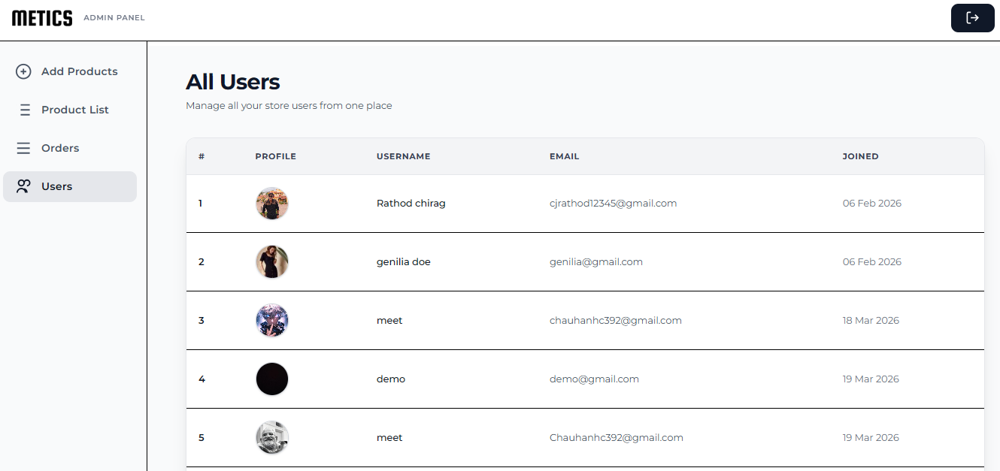 METICS ADMIN PANEL
Add Products
Product List
Orders
Users
All Users
Manage all your store users from one place
# PROFILE USERNAME EMAIL JOINED
1 Rathod chirag cjrathod12345@gmail.com 06 Feb 2026
2 genilia doe genilia@gmail.com 06 Feb 2026
3 meet chauhanhc392@gmail.com 18 Mar 2026
4 demo demo@gmail.com 19 Mar 2026
5 meet Chauhanhc392@gmail.com 19 Mar 2026